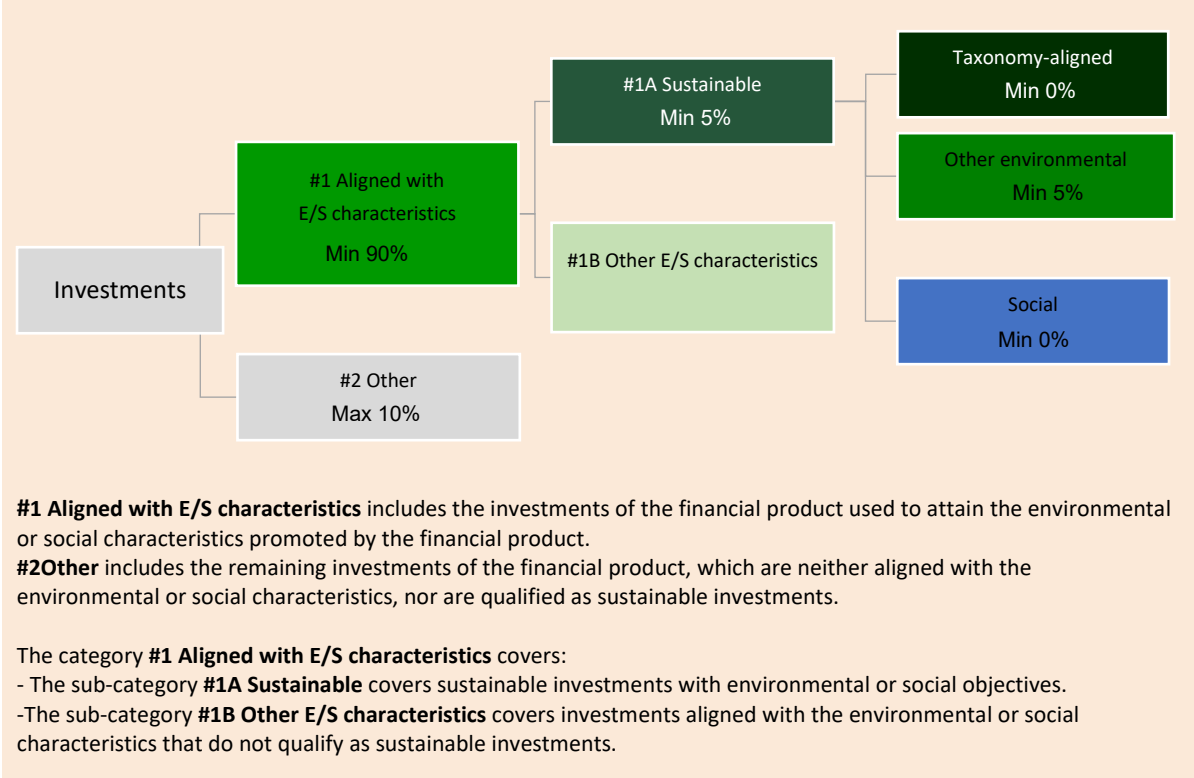 Investments
#1 Aligned with
E/S characteristics
Min 90%
#2 Other
Max 10%
#1A Sustainable
Min 5%
#1B Other E/S characteristics
Taxonomy-aligned
Min 0%
Other environmental
Min 5%
Social
Min 0%
#1 Aligned with E/S characteristics includes the investments of the financial product used to attain the environmental
or social characteristics promoted by the financial product.
#2Other includes the remaining investments of the financial product, which are neither aligned with the
environmental or social characteristics, nor are qualified as sustainable investments.
The category #1 Aligned with E/S characteristics covers:
- The sub-category #1A Sustainable covers sustainable investments with environmental or social objectives.
-The sub-category #1B Other E/S characteristics covers investments aligned with the environmental or social
characteristics that do not qualify as sustainable investments.